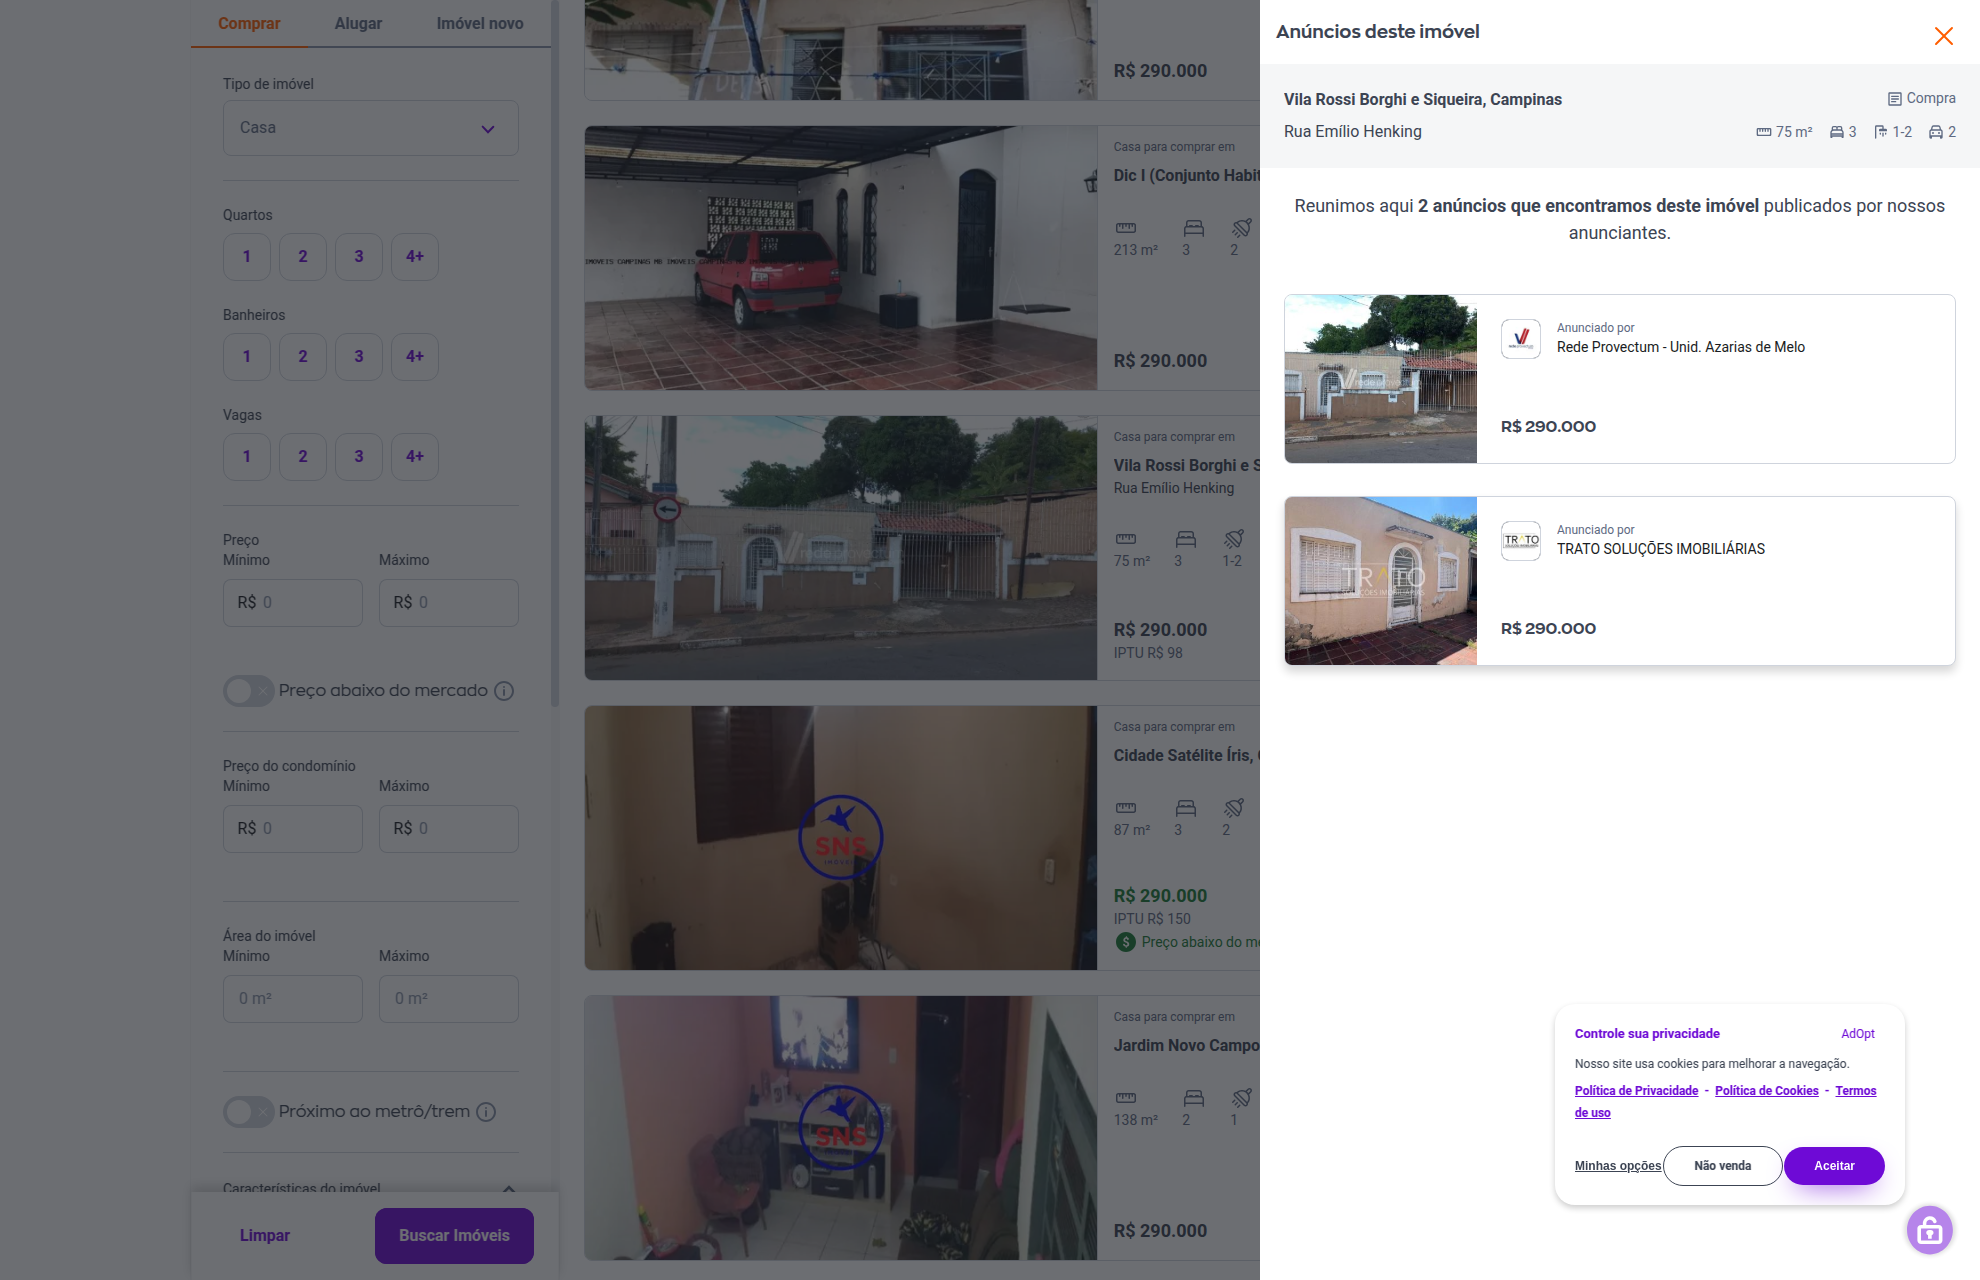 Comprar
Alugar
Imóvel novo
Tipo de imóvel
Casa
Quartos
1
2
3
4+
Banheiros
1
2
3
4+
Vagas
1
2
3
4+
Preço
Mínimo
Máximo
R$ 0
R$ 0
Preço abaixo do mercado
Preço do condomínio
Mínimo
Máximo
R$ 0
R$ 0
Área do imóvel
Mínimo
Máximo
0 m²
0 m²
Próximo ao metrô/trem
Características do imóvel
Limpar
Buscar Imóveis
R$ 290.000
Casa para comprar em
Dic I (Conjunto Habit
213 m²
3
2
R$ 290.000
Casa para comprar em
Vila Rossi Borghi e S
Rua Emílio Henking
75 m²
3
1-2
R$ 290.000
IPTU R$ 98
SNS
IMÓVEIS
Casa para comprar em
Cidade Satélite Íris,
87 m²
3
2
R$ 290.000
IPTU R$ 150
Preço abaixo do me
SNS
Casa para comprar em
Jardim Novo Campo
138 m²
2
1
R$ 290.000
Anúncios deste imóvel
Vila Rossi Borghi e Siqueira, Campinas
Compra
Rua Emílio Henking
75 m²
3
1-2
2
Reunimos aqui 2 anúncios que encontramos deste imóvel publicados por nossos
anunciantes.
Anunciado por
Rede Provectum - Unid. Azarias de Melo
R$ 290.000
TRATO
SOLUÇÕES IMOBILIÁRIAS
TRATO
Anunciado por
TRATO SOLUÇÕES IMOBILIÁRIAS
R$ 290.000
Controle sua privacidade
AdOpt
Nosso site usa cookies para melhorar a navegação.
Política de Privacidade - Política de Cookies - Termos
de uso
Minhas opções
Não venda
Aceitar